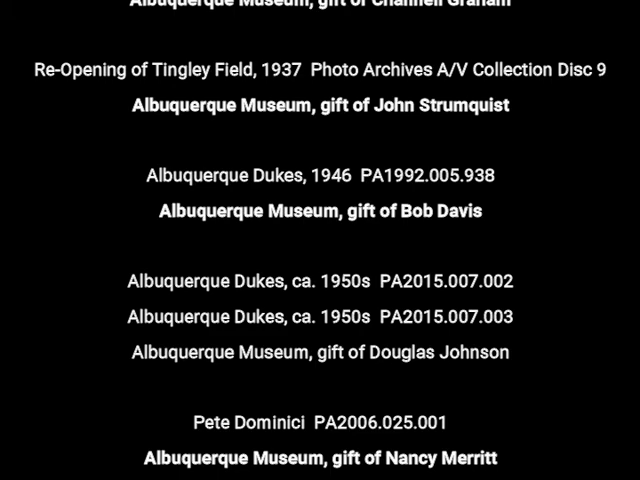 Albuquerque Museum, gift of Channell Graham
Re-Opening of Tingley Field, 1937 Photo Archives A/V Collection Disc 9
Albuquerque Museum, gift of John Strumquist
Albuquerque Dukes, 1946 PA1992.005.938
Albuquerque Museum, gift of Bob Davis
Albuquerque Dukes, ca. 1950s PA2015.007.002
Albuquerque Dukes, ca. 1950s PA2015.007.003
Albuquerque Museum, gift of Douglas Johnson
Pete Dominici PA2006.025.001
Albuquerque Museum, gift of Nancy Merritt